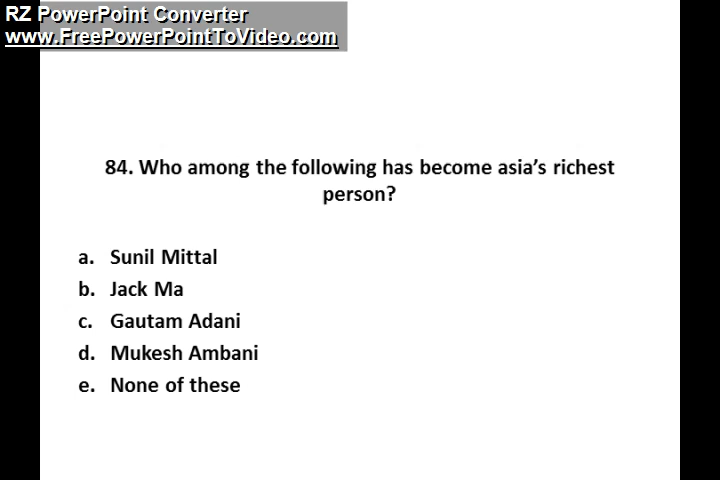 RZ PowerPoint Converter
www.FreePowerPointToVideo.com
84. Who among the following has become asia's richest
person?
a. Sunil Mittal
b. Jack Ma
c. Gautam Adani
d. Mukesh Ambani
e. None of these